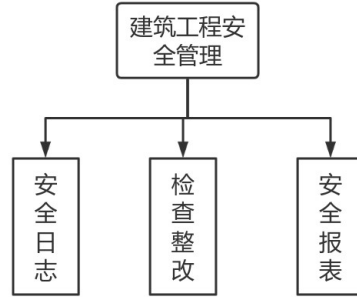 建筑工程安
全管理
安全日志
检查整改
安全报表